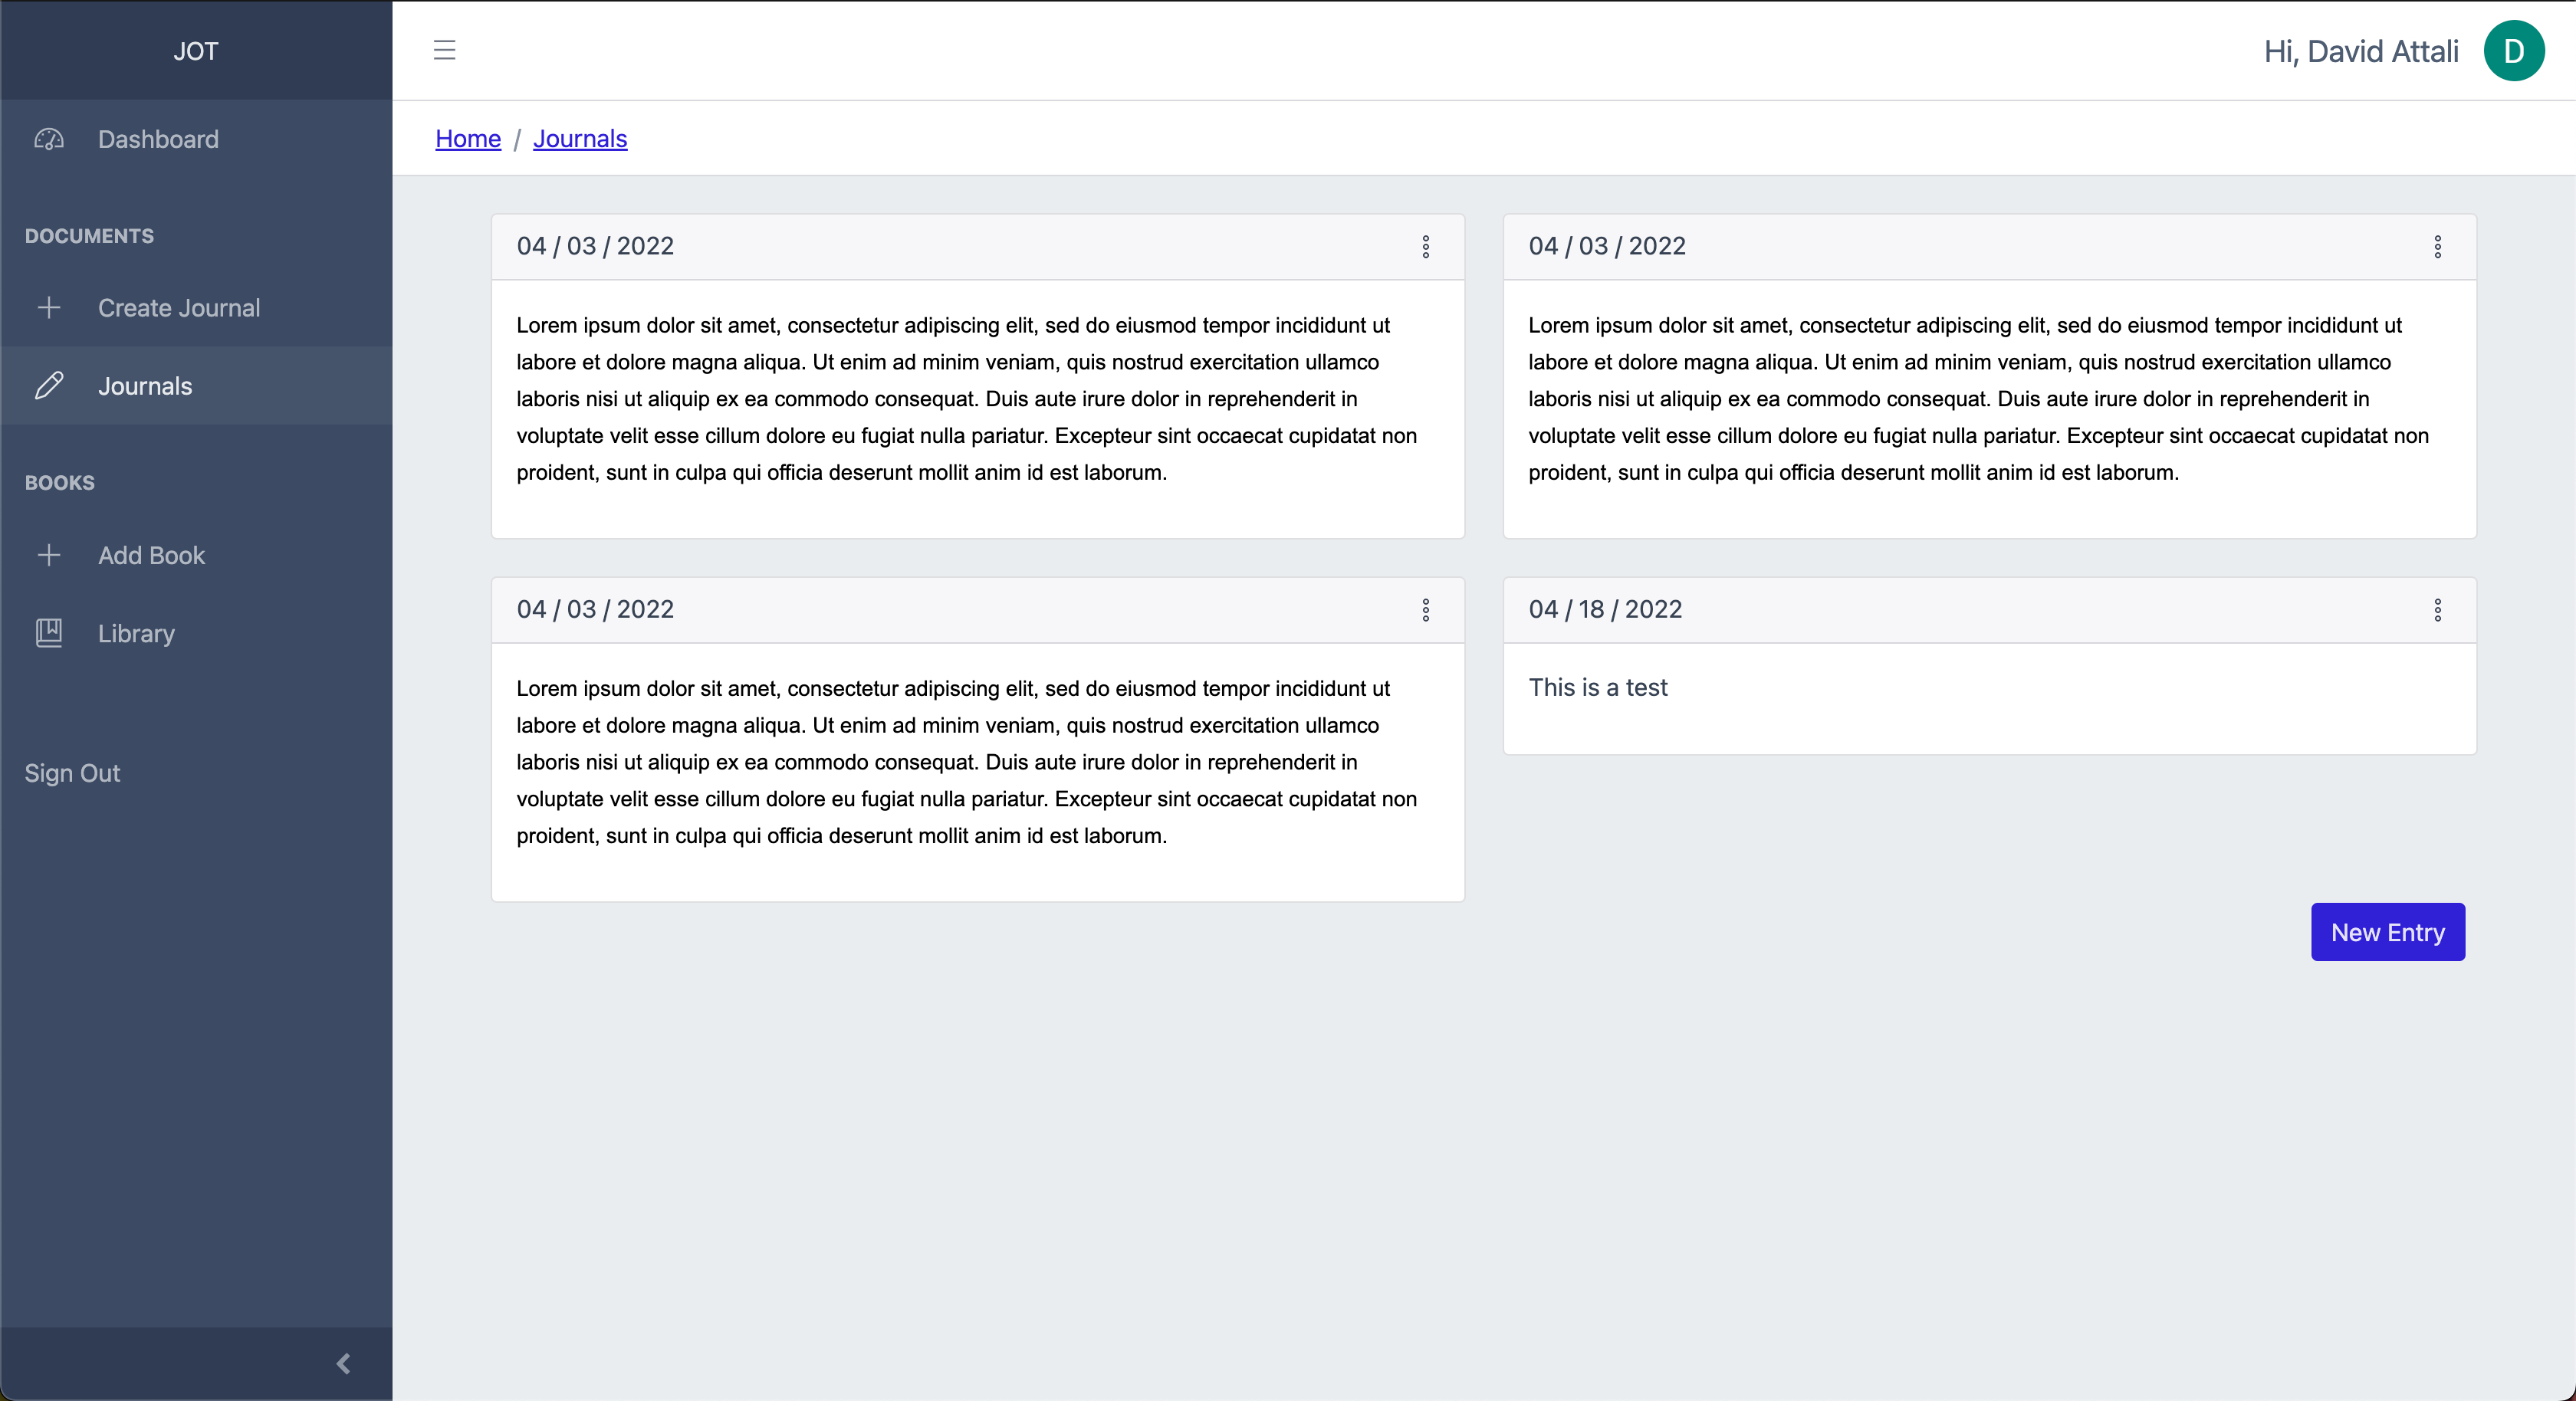 JOT
Dashboard
DOCUMENTS
Create Journal
Journals
BOOKS
Add Book
Library
Sign Out
Hi, David Attali
D
Home / Journals
04 / 03 / 2022
Lorem ipsum dolor sit amet, consectetur adipiscing elit, sed do eiusmod tempor incididunt ut
labore et dolore magna aliqua. Ut enim ad minim veniam, quis nostrud exercitation ullamco
laboris nisi ut aliquip ex ea commodo consequat. Duis aute irure dolor in reprehenderit in
voluptate velit esse cillum dolore eu fugiat nulla pariatur. Excepteur sint occaecat cupidatat non
proident, sunt in culpa qui officia deserunt mollit anim id est laborum.
04 / 03 / 2022
Lorem ipsum dolor sit amet, consectetur adipiscing elit, sed do eiusmod tempor incididunt ut
labore et dolore magna aliqua. Ut enim ad minim veniam, quis nostrud exercitation ullamco
laboris nisi ut aliquip ex ea commodo consequat. Duis aute irure dolor in reprehenderit in
voluptate velit esse cillum dolore eu fugiat nulla pariatur. Excepteur sint occaecat cupidatat non
proident, sunt in culpa qui officia deserunt mollit anim id est laborum.
04 / 03 / 2022
Lorem ipsum dolor sit amet, consectetur adipiscing elit, sed do eiusmod tempor incididunt ut
labore et dolore magna aliqua. Ut enim ad minim veniam, quis nostrud exercitation ullamco
laboris nisi ut aliquip ex ea commodo consequat. Duis aute irure dolor in reprehenderit in
voluptate velit esse cillum dolore eu fugiat nulla pariatur. Excepteur sint occaecat cupidatat non
proident, sunt in culpa qui officia deserunt mollit anim id est laborum.
04 / 18 / 2022
This is a test
New Entry